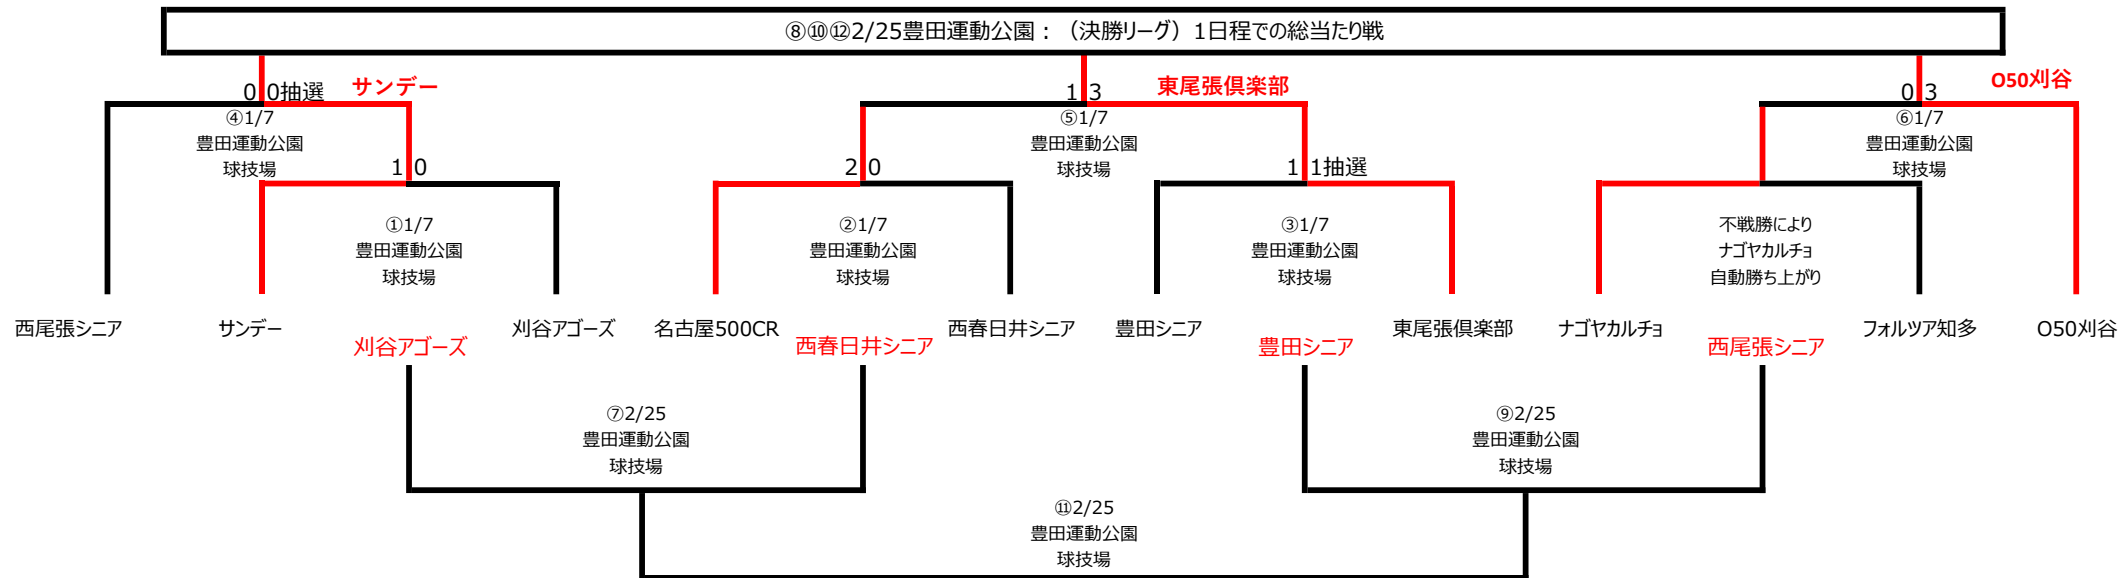 ⑧⑩⑫2/25豊田運動公園：（決勝リーグ）1日程での総当たり戦
0 0抽選 サンデー
1 3 東尾張倶楽部
0 3 O50刈谷
④1/7
豊田運動公園
球技場
⑤1/7
豊田運動公園
球技場
⑥1/7
豊田運動公園
球技場
1 0
2 0
1 1抽選
①1/7
豊田運動公園
球技場
②1/7
豊田運動公園
球技場
③1/7
豊田運動公園
球技場
不戦勝により
ナゴヤカルチョ
自動勝ち上がり
西尾張シニア サンデー 刈谷アゴーズ 名古屋500CR 西春日井シニア 豊田シニア 東尾張倶楽部 ナゴヤカルチョ フォルツア知多 O50刈谷
刈谷アゴーズ 西春日井シニア 豊田シニア 西尾張シニア
⑦2/25
豊田運動公園
球技場
⑨2/25
豊田運動公園
球技場
⑪2/25
豊田運動公園
球技場